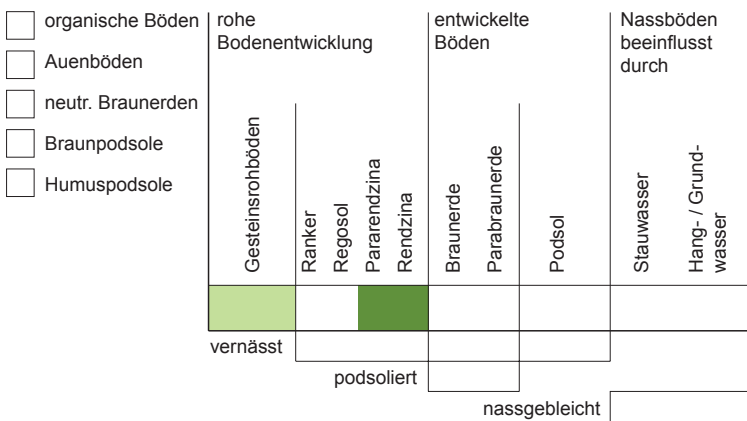 organische Böden
Auenböden
neutr. Braunerden
Braunpodsole
Humuspodsole
rohe
Bodenentwicklung
entwickelte
Böden
Nassböden
beeinflusst
durch
Gesteinsrohböden
Ranker
Regosol
Pararendzina
Rendzina
Braunerde
Parabraunerde
Podsol
Stauwasser
Hang- / Grund-
wasser
vernässt
podsoliert
nassgebleicht